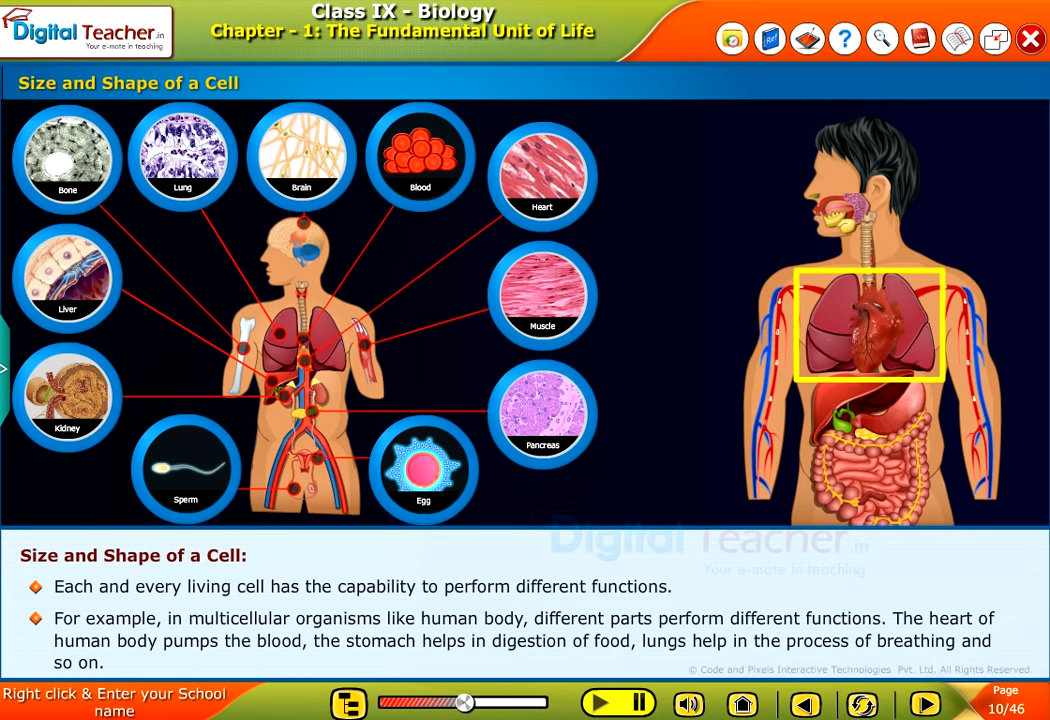 Digital Teacher.in
Your e-mate in teaching
Class IX - Biology
Chapter - 1: The Fundamental Unit of Life
Ref
Size and Shape of a Cell
Bone
Lung
Brain
Blood
Heart
Liver
Muscle
Kidney
Pancreas
Sperm
Egg
Digital Teacher.in
Your e-mate in teaching
Size and Shape of a Cell:
Each and every living cell has the capability to perform different functions.
For example, in multicellular organisms like human body, different parts perform different functions. The heart of
human body pumps the blood, the stomach helps in digestion of food, lungs help in the process of breathing and
so on.
© Code and Pixels Interactive Technologies Pvt. Ltd. All Rights Reserved.
Right click & Enter your School
name
Page
10/46